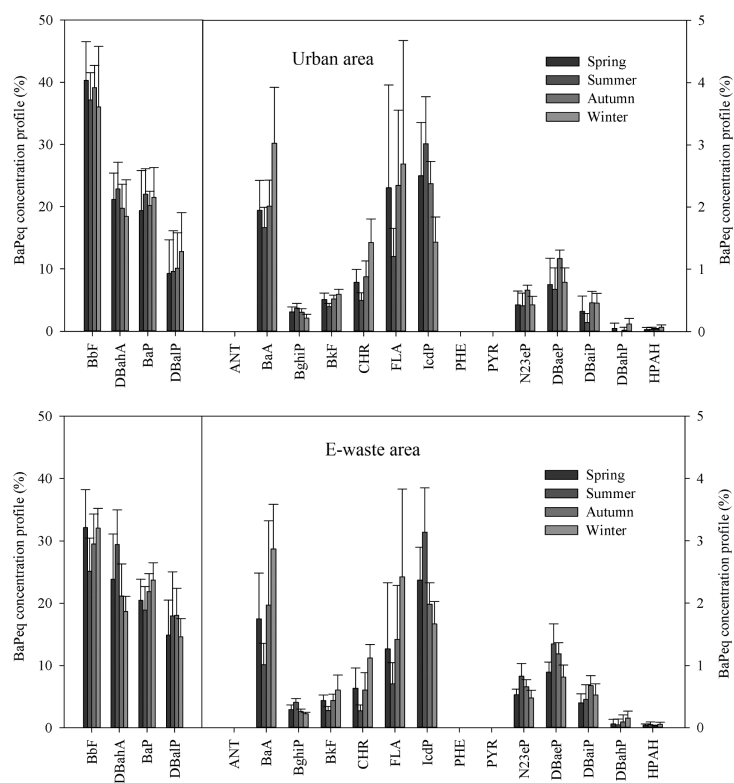 Urban area
BaPeq concentration profile (%)
50
40
30
20
10
0
Spring
Summer
Autumn
Winter
5
4
3
2
1
0
BaPeq concentration profile (%)
BbF
DBahA
BaP
DBalP
ANT
BaA
BghiP
BkF
CHR
FLA
IcdP
PHE
PYR
N23eP
DBaeP
DBaiP
DBahP
HPAH
E-waste area
BaPeq concentration profile (%)
50
40
30
20
10
0
Spring
Summer
Autumn
Winter
5
4
3
2
1
0
BaPeq concentration profile (%)
BbF
DBahA
BaP
DBalP
ANT
BaA
BghiP
BkF
CHR
FLA
IcdP
PHE
PYR
N23eP
DBaeP
DBaiP
DBahP
HPAH